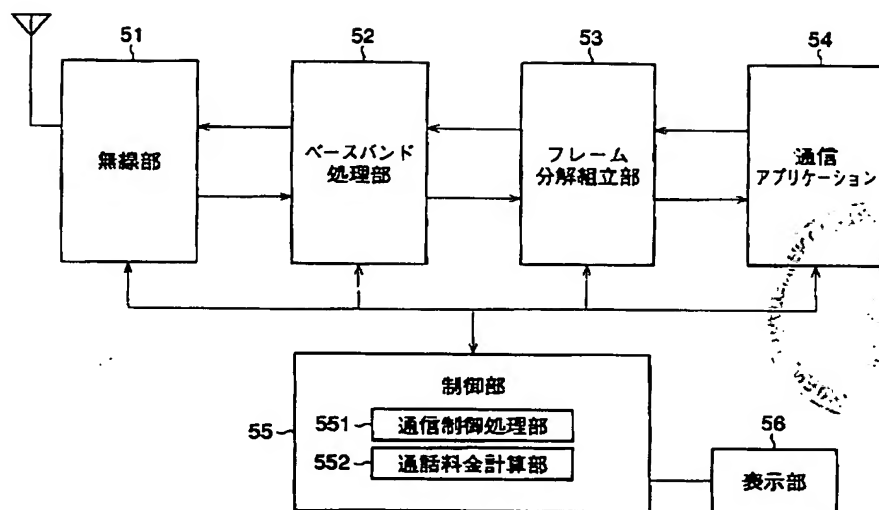 51
52
53
54
無線部
ベースバンド
処理部
フレーム
分解組立部
通信
アプリケーション
制御部
55
551
通信制御処理部
552
通話料金計算部
56
表示部